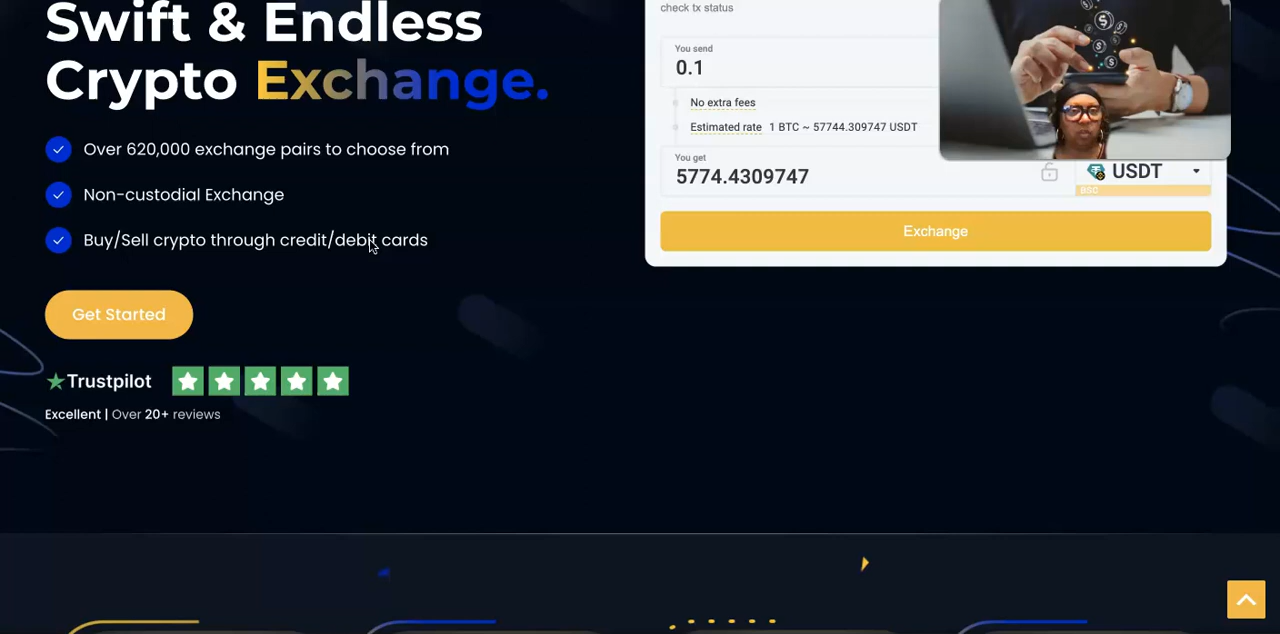 Swift & Endless
Crypto Exchange.
Over 620,000 exchange pairs to choose from
Non-custodial Exchange
Buy/Sell crypto through credit/debit cards
Get Started
Trustpilot
Excellent | Over 20+ reviews
check tx status
You send
0.1
No extra fees
Estimated rate 1 BTC ~ 57744.309747 USDT
You get
5774.4309747
USDT
BSC
Exchange